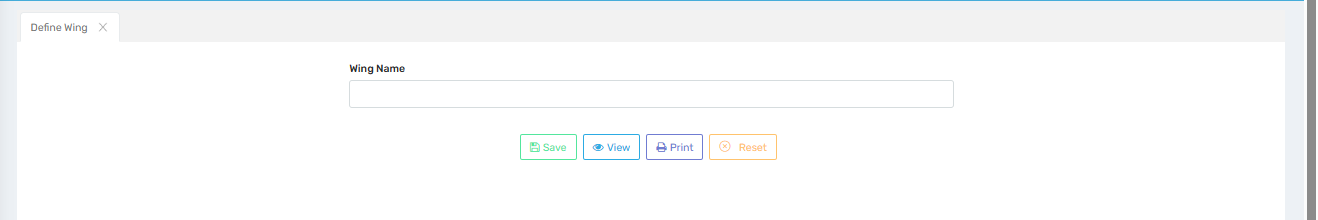 Define Wing
Wing Name
Save View Print Reset